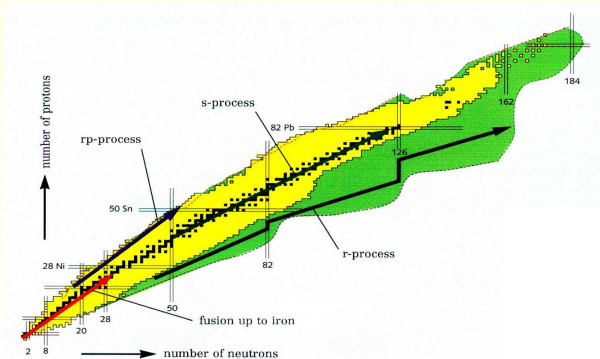 184
162
s-process
82 Pb
126
rp-process
number of protons
50 Sn
r-process
82
28 Ni
50
20
28
fusion up to iron
2
8
number of neutrons